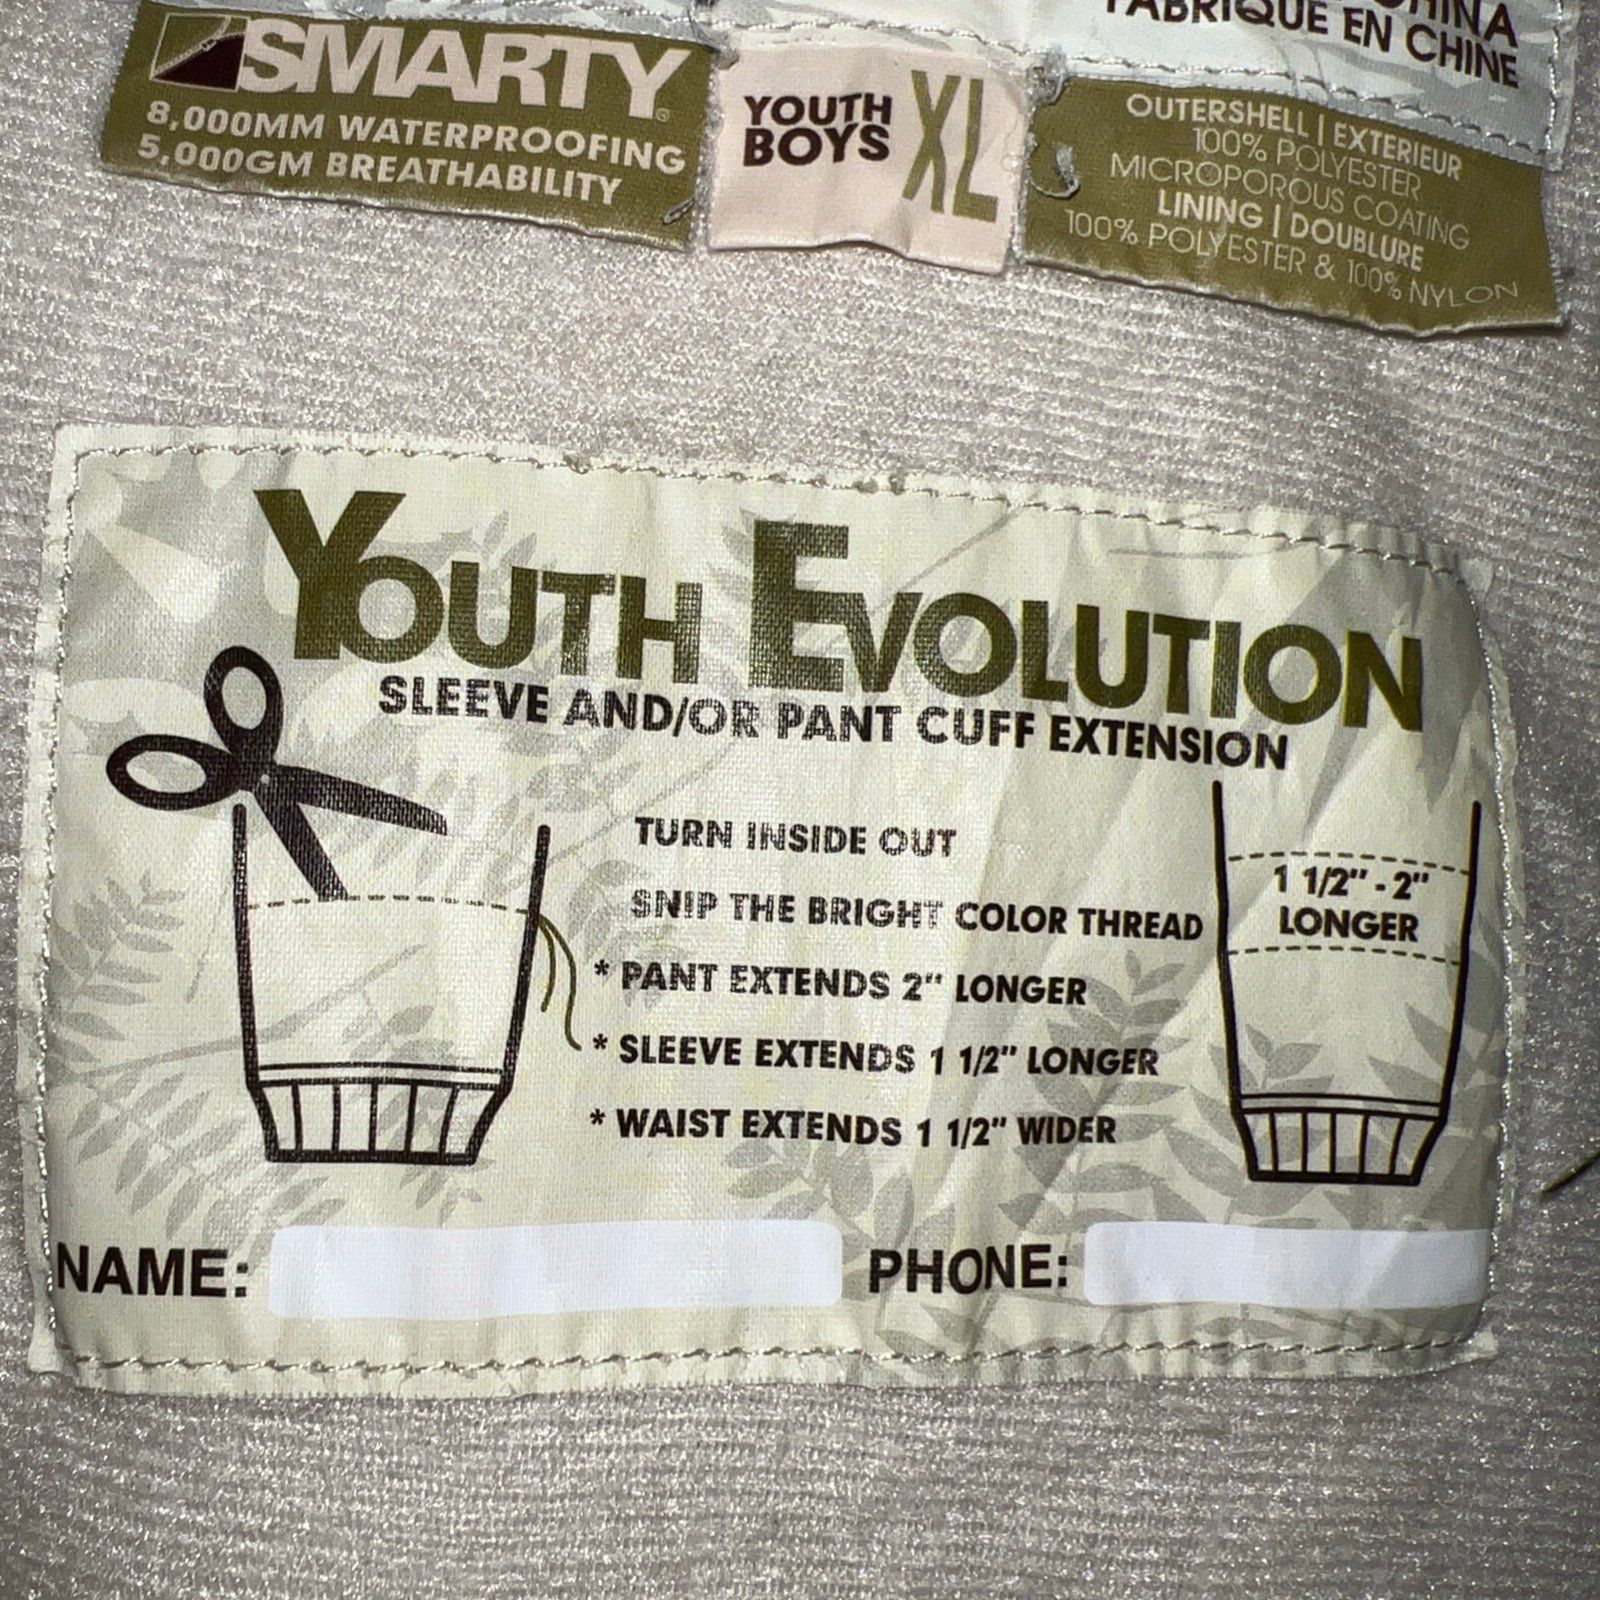 CHINA
FABRIQUE EN CHINE
SMARTY®
8,000MM WATERPROOFING
5,000GM BREATHABILITY
YOUTH
BOYS
XL
OUTERSHELL | EXTERIEUR
100% POLYESTER
MICROPOROUS COATING
LINING | DOUBLURE
100% POLYESTER & 100% NYLON
YOUTH EVOLUTION
SLEEVE AND/OR PANT CUFF EXTENSION
TURN INSIDE OUT
SNIP THE BRIGHT COLOR THREAD
* PANT EXTENDS 2" LONGER
* SLEEVE EXTENDS 1 1/2" LONGER
* WAIST EXTENDS 1 1/2" WIDER
1 1/2" - 2"
LONGER
NAME:
PHONE: